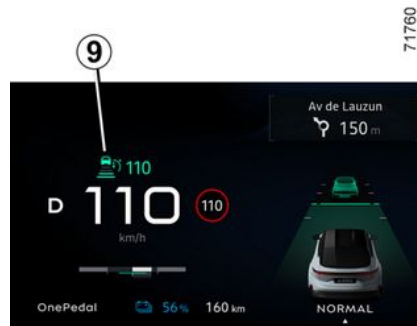 71760
9
Av de Lauzun
150 m
110
D 110 110
km/h
OnePedal 56% 160 km NORMAL